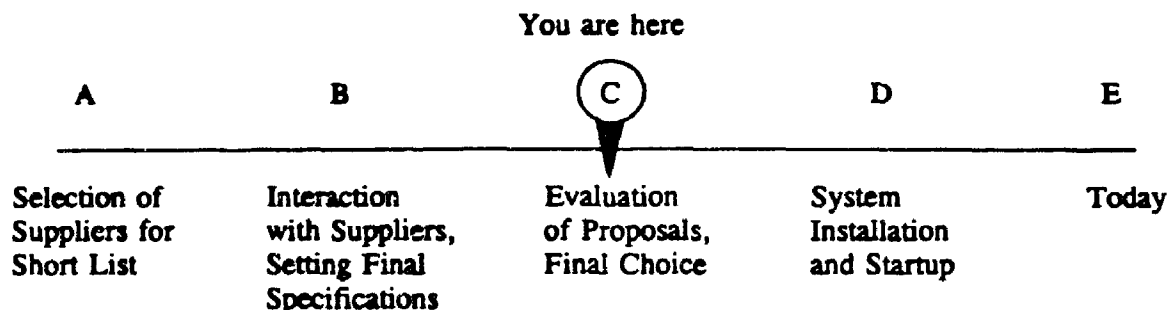 You are here
A B C D E
Selection of Interaction Evaluation System Today
Suppliers for with Suppliers, of Proposals, Installation
Short List Setting Final Final Choice and Startup
Specifications